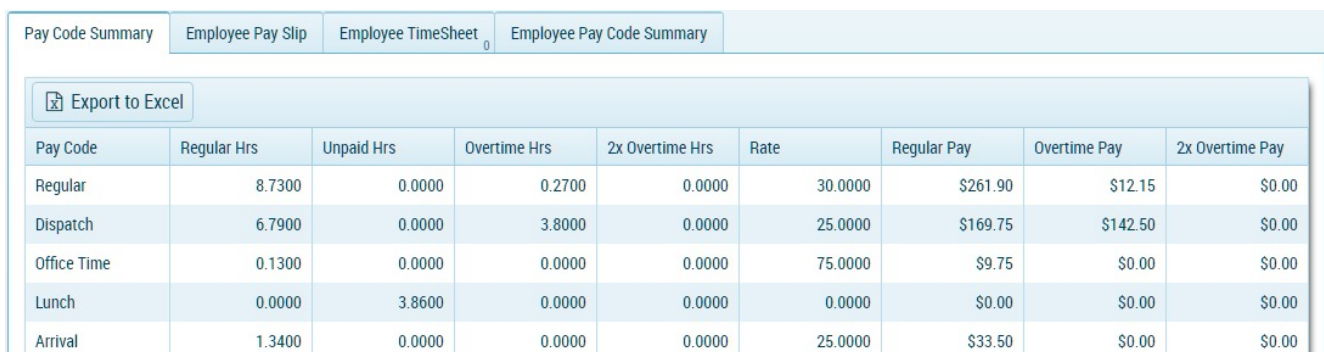 Pay Code Summary Employee Pay Slip Employee TimeSheet 0 Employee Pay Code Summary
Export to Excel
Pay Code Regular Hrs Unpaid Hrs Overtime Hrs 2x Overtime Hrs Rate Regular Pay Overtime Pay 2x Overtime Pay
Regular 8.7300 0.0000 0.2700 0.0000 30.0000 $261.90 $12.15 $0.00
Dispatch 6.7900 0.0000 3.8000 0.0000 25.0000 $169.75 $142.50 $0.00
Office Time 0.1300 0.0000 0.0000 0.0000 75.0000 $9.75 $0.00 $0.00
Lunch 0.0000 3.8600 0.0000 0.0000 0.0000 $0.00 $0.00 $0.00
Arrival 1.3400 0.0000 0.0000 0.0000 25.0000 $33.50 $0.00 $0.00